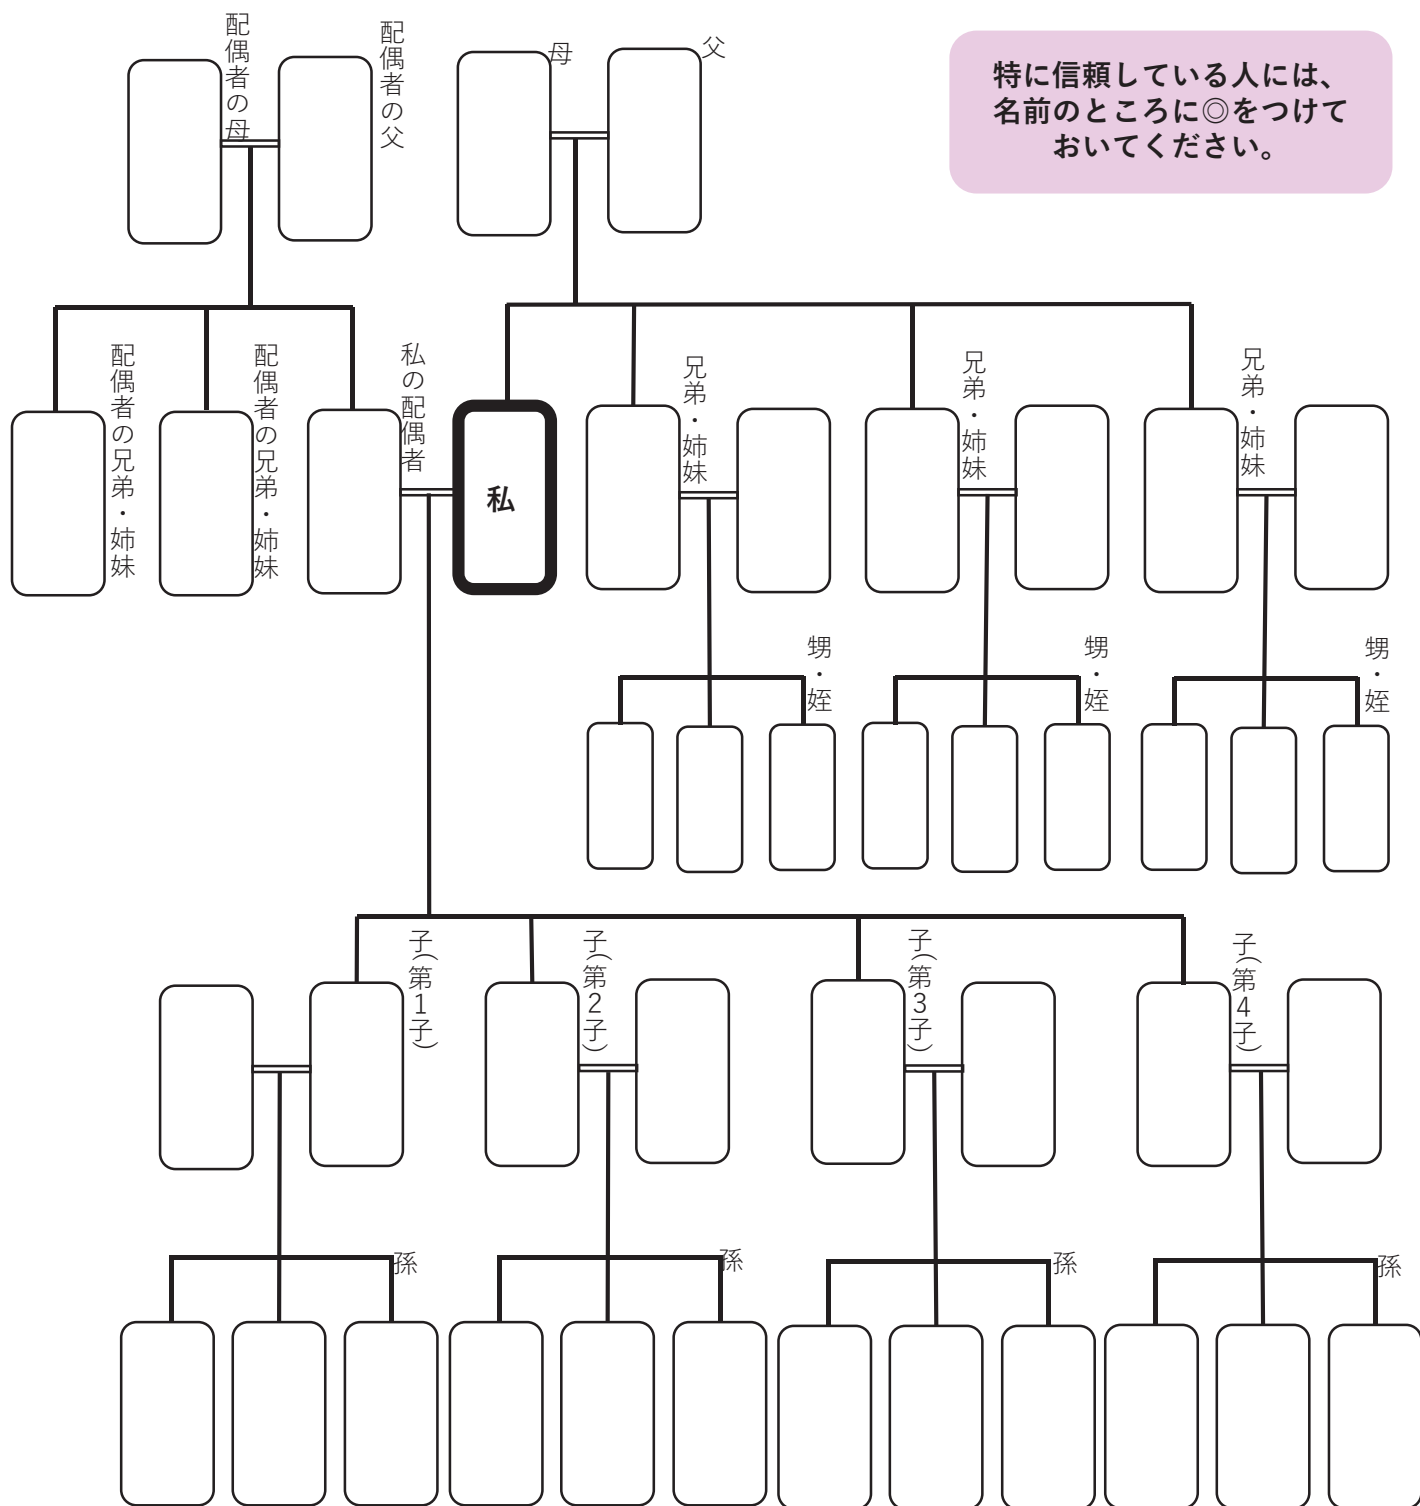 配偶者の母
配偶者の父
母
父
特に信頼している人には、
名前のところに◎をつけて
おいてください。
配偶者の兄弟・姉妹
配偶者の兄弟・姉妹
私の配偶者
私
兄弟・姉妹
兄弟・姉妹
兄弟・姉妹
甥・姪
甥・姪
甥・姪
子(第1子)
子(第2子)
子(第3子)
子(第4子)
孫
孫
孫
孫